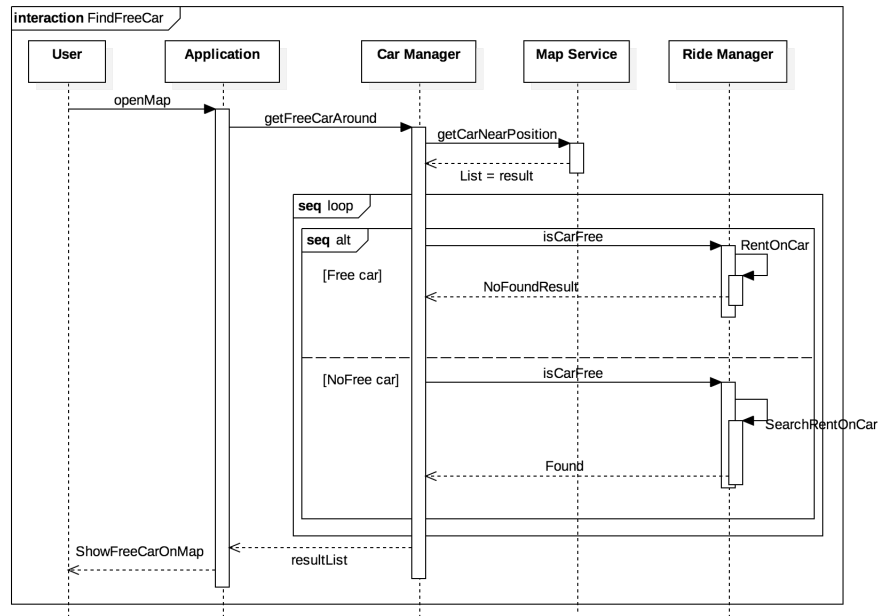 interaction FindFreeCar
User
Application
Car Manager
Map Service
Ride Manager
openMap
getFreeCarAround
getCarNearPosition
List = result
seq loop
seq alt
isCarFree
RentOnCar
[Free car]
NoFoundResult
isCarFree
[NoFree car]
SearchRentOnCar
Found
ShowFreeCarOnMap
resultList